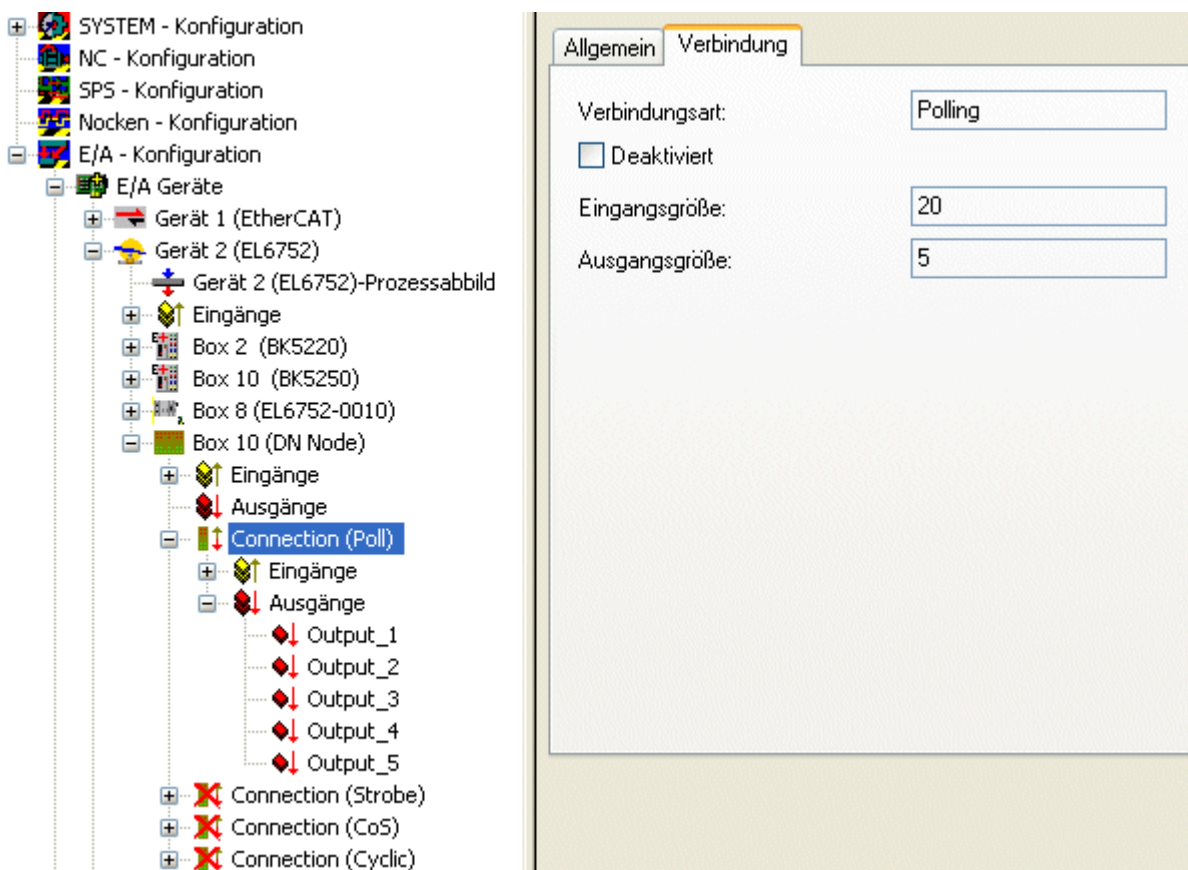 SYSTEM - Konfiguration
NC - Konfiguration
SPS - Konfiguration
Nocken - Konfiguration
E/A - Konfiguration
E/A Geräte
Gerät 1 (EtherCAT)
Gerät 2 (EL6752)
Gerät 2 (EL6752)-Prozessabbild
Eingänge
Box 2 (BK5220)
Box 10 (BK5250)
Box 8 (EL6752-0010)
Box 10 (DN Node)
Eingänge
Ausgänge
Connection (Poll)
Eingänge
Ausgänge
Output_1
Output_2
Output_3
Output_4
Output_5
Connection (Strobe)
Connection (CoS)
Connection (Cyclic)
Allgemein Verbindung
Verbindungsart: Polling
Deaktiviert
Eingangsgröße: 20
Ausgangsgröße: 5